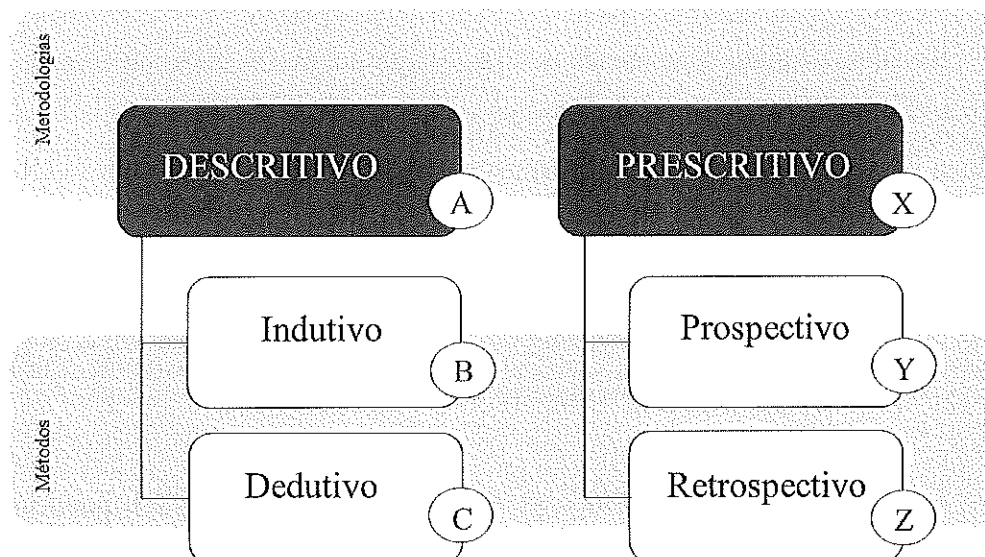 Metodologias
DESCRITIVO
A
PRESCRITIVO
X
Indutivo
B
Prospectivo
Y
Métodos
Dedutivo
C
Retrospectivo
Z